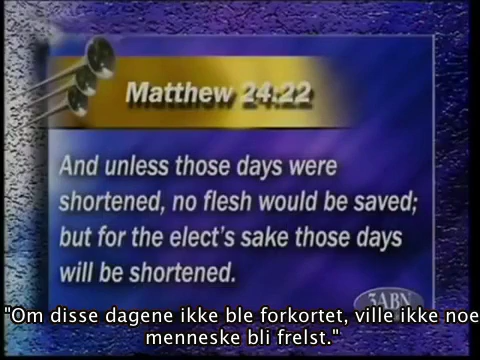 Matthew 24:22
And unless those days were
shortened, no flesh would be saved;
but for the elect's sake those days
will be shortened.
3ABN
"Om disse dagene ikke ble forkortet, ville ikke noe
menneske bli frelst."